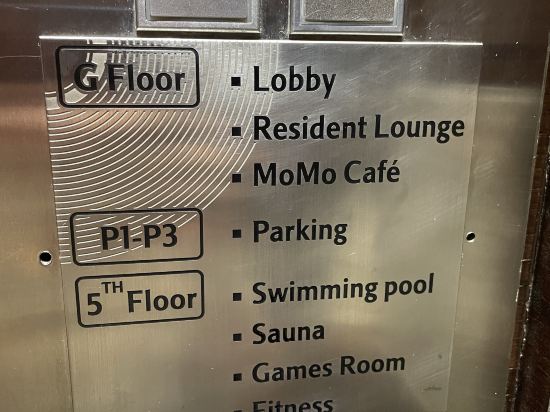 G Floor
▪ Lobby
▪ Resident Lounge
▪ MoMo Café
P1-P3
▪ Parking
5TH Floor
▪ Swimming pool
▪ Sauna
▪ Games Room
▪ Fitness